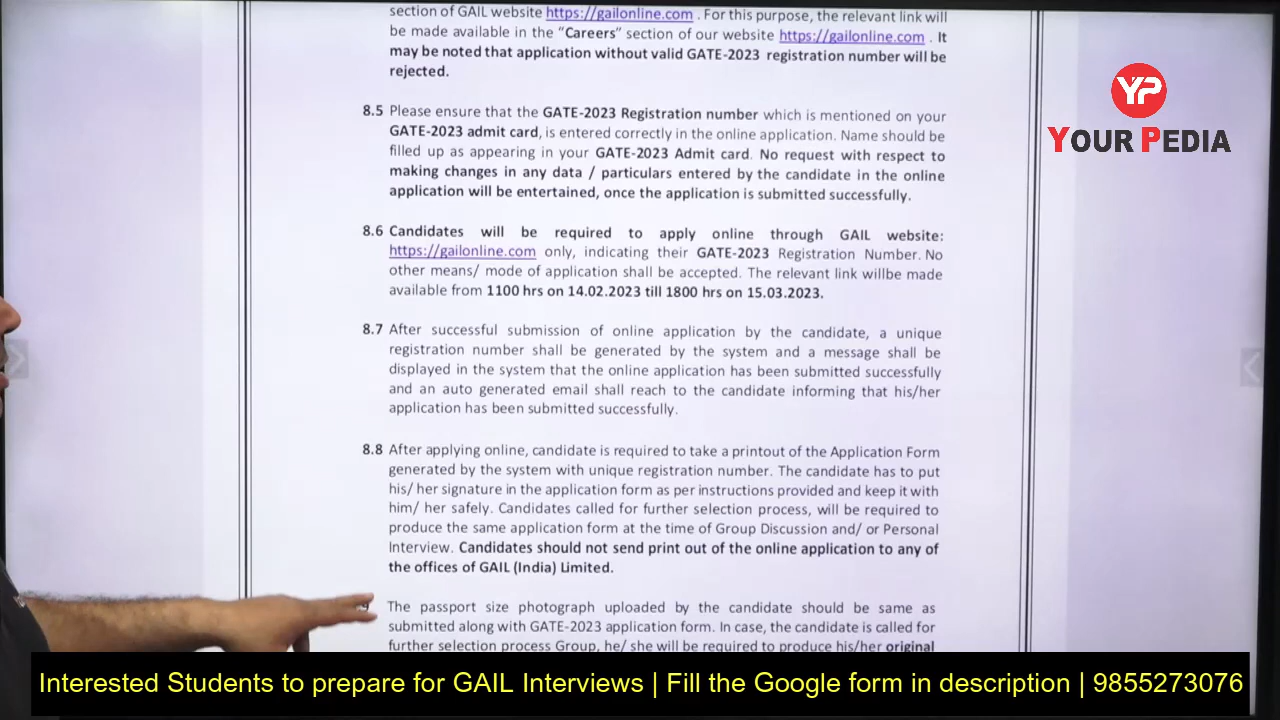 section of GAIL website https://gailonline.com . For this purpose, the relevant link will
be made available in the “Careers” section of our website https://gailonline.com . It
may be noted that application without valid GATE-2023 registration number will be
rejected.
8.5 Please ensure that the GATE-2023 Registration number which is mentioned on your
GATE-2023 admit card, is entered correctly in the online application. Name should be
filled up as appearing in your GATE-2023 Admit card. No request with respect to
making changes in any data / particulars entered by the candidate in the online
application will be entertained, once the application is submitted successfully.
8.6 Candidates will be required to apply online through GAIL website:
https://gailonline.com only, indicating their GATE-2023 Registration Number. No
other means/ mode of application shall be accepted. The relevant link willbe made
available from 1100 hrs on 14.02.2023 till 1800 hrs on 15.03.2023.
8.7 After successful submission of online application by the candidate, a unique
registration number shall be generated by the system and a message shall be
displayed in the system that the online application has been submitted successfully
and an auto generated email shall reach to the candidate informing that his/her
application has been submitted successfully.
8.8 After applying online, candidate is required to take a printout of the Application Form
generated by the system with unique registration number. The candidate has to put
his/ her signature in the application form as per instructions provided and keep it with
him/ her safely. Candidates called for further selection process, will be required to
produce the same application form at the time of Group Discussion and/ or Personal
Interview. Candidates should not send print out of the online application to any of
the offices of GAIL (India) Limited.
The passport size photograph uploaded by the candidate should be same as
submitted along with GATE-2023 application form. In case, the candidate is called for
further selection process Group, he/ she will be required to produce his/her original
YP
YOUR PEDIA
Interested Students to prepare for GAIL Interviews | Fill the Google form in description | 9855273076